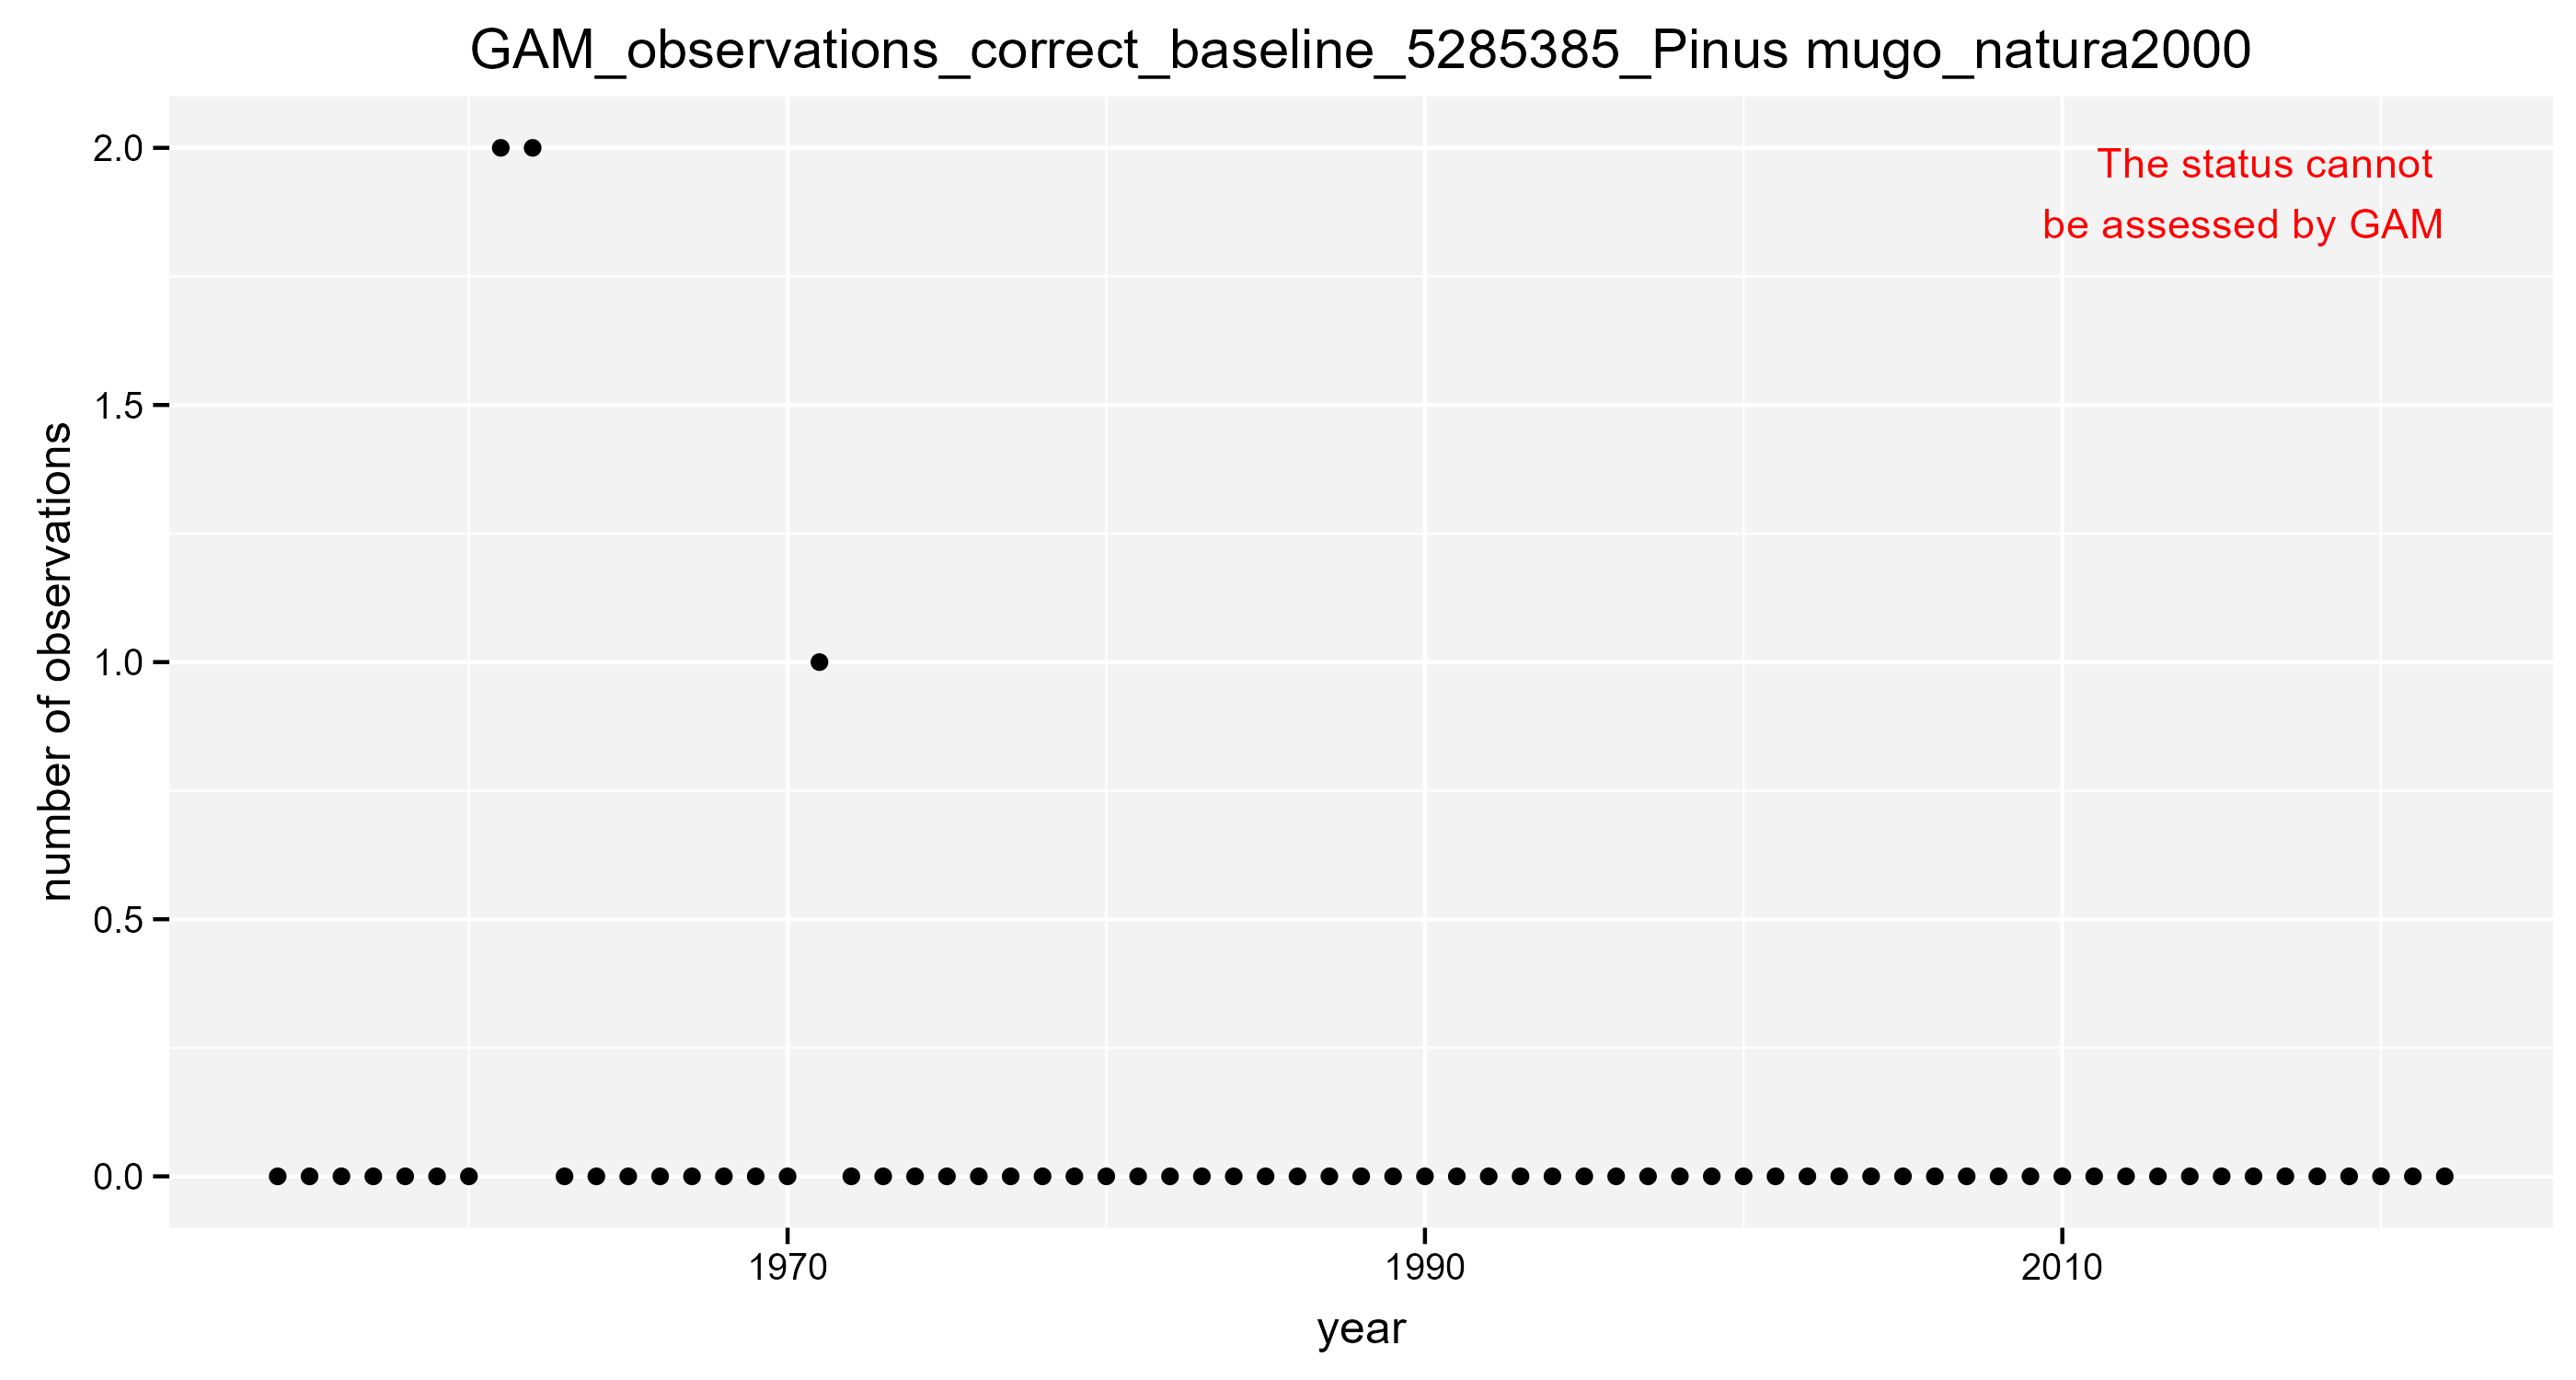 GAM_observations_correct_baseline_5285385_Pinus mugo_natura2000
The status cannot
be assessed by GAM
2.0
1.5
1.0
0.5
0.0
number of observations
1970
1990
2010
year